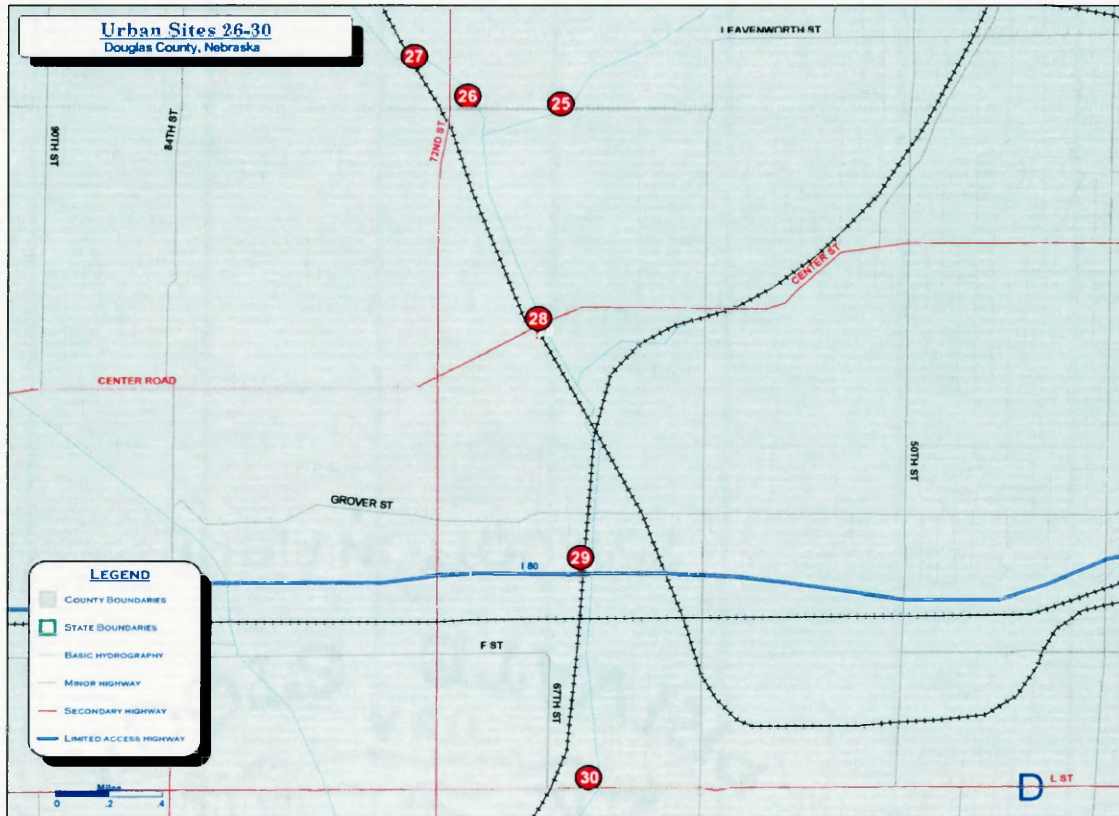 Urban Sites 26-30
Douglas County, Nebraska
LEAVENWORTH ST
27
26
25
90TH ST
84TH ST
72ND ST
CENTER ST
28
CENTER ROAD
50TH ST
GROVER ST
29
I 80
LEGEND
COUNTY BOUNDARIES
STATE BOUNDARIES
BASIC HYDROGRAPHY
MINOR HIGHWAY
SECONDARY HIGHWAY
LIMITED ACCESS HIGHWAY
F ST
67TH ST
30
Miles
0 .2 .4
D
L ST